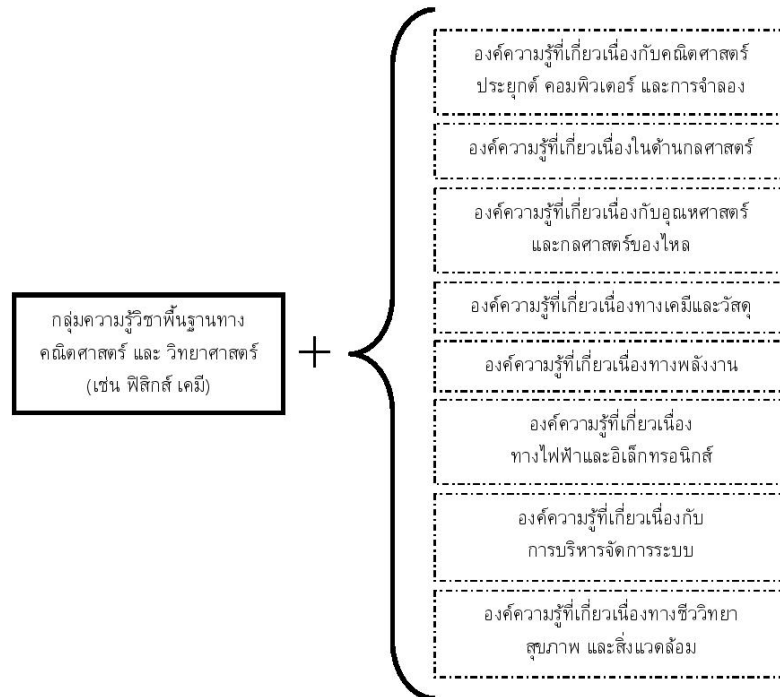 องค์ความรู้ที่เกี่ยวเนื่องกับคณิตศาสตร์
ประยุกต์ คอมพิวเตอร์ และการจำลอง
องค์ความรู้ที่เกี่ยวเนื่องในด้านกลศาสตร์
องค์ความรู้ที่เกี่ยวเนื่องกับอุณหศาสตร์
และกลศาสตร์ของไหล
กลุ่มความรู้วิชาพื้นฐานทาง
คณิตศาสตร์ และ วิทยาศาสตร์
(เช่น ฟิสิกส์ เคมี)
+
องค์ความรู้ที่เกี่ยวเนื่องทางเคมีและวัสดุ
องค์ความรู้ที่เกี่ยวเนื่องทางพลังงาน
องค์ความรู้ที่เกี่ยวเนื่อง
ทางไฟฟ้าและอิเล็กทรอนิกส์
องค์ความรู้ที่เกี่ยวเนื่องกับ
การบริหารจัดการระบบ
องค์ความรู้ที่เกี่ยวเนื่องทางชีววิทยา
สุขภาพ และสิ่งแวดล้อม